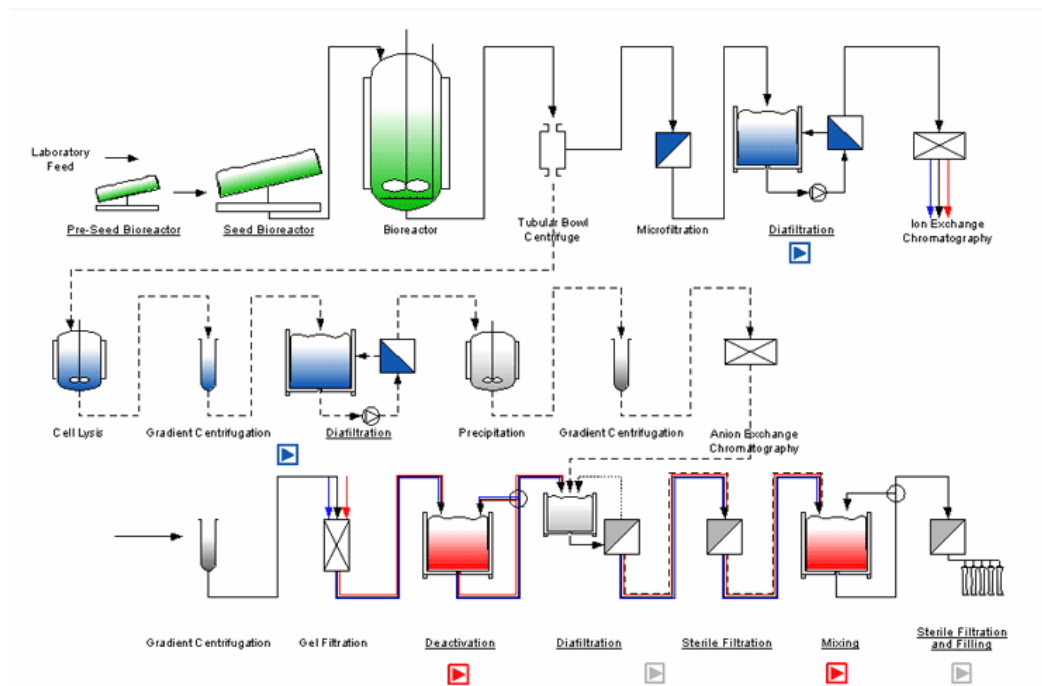 Laboratory
Feed
Pre-Seed Bioreactor
Seed Bioreactor
Bioreactor
Tubular Bowl
Centrifuge
Microfiltration
Diafiltration
Ion Exchange
Chromatography
Cell Lysis
Gradient Centrifugation
Diafiltration
Precipitation
Gradient Centrifugation
Anion Exchange
Chromatography
Gradient Centrifugation
Gel Filtration
Deactivation
Diafiltration
Sterile Filtration
Mixing
Sterile Filtration
and Filling